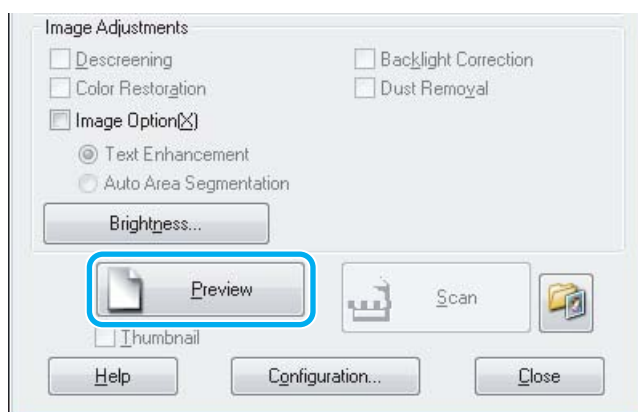 Image Adjustments
Descreening Backlight Correction
Color Restoration Dust Removal
Image Option(X)
Text Enhancement
Auto Area Segmentation
Brightness...
Preview Scan
Thumbnail
Help Configuration... Close